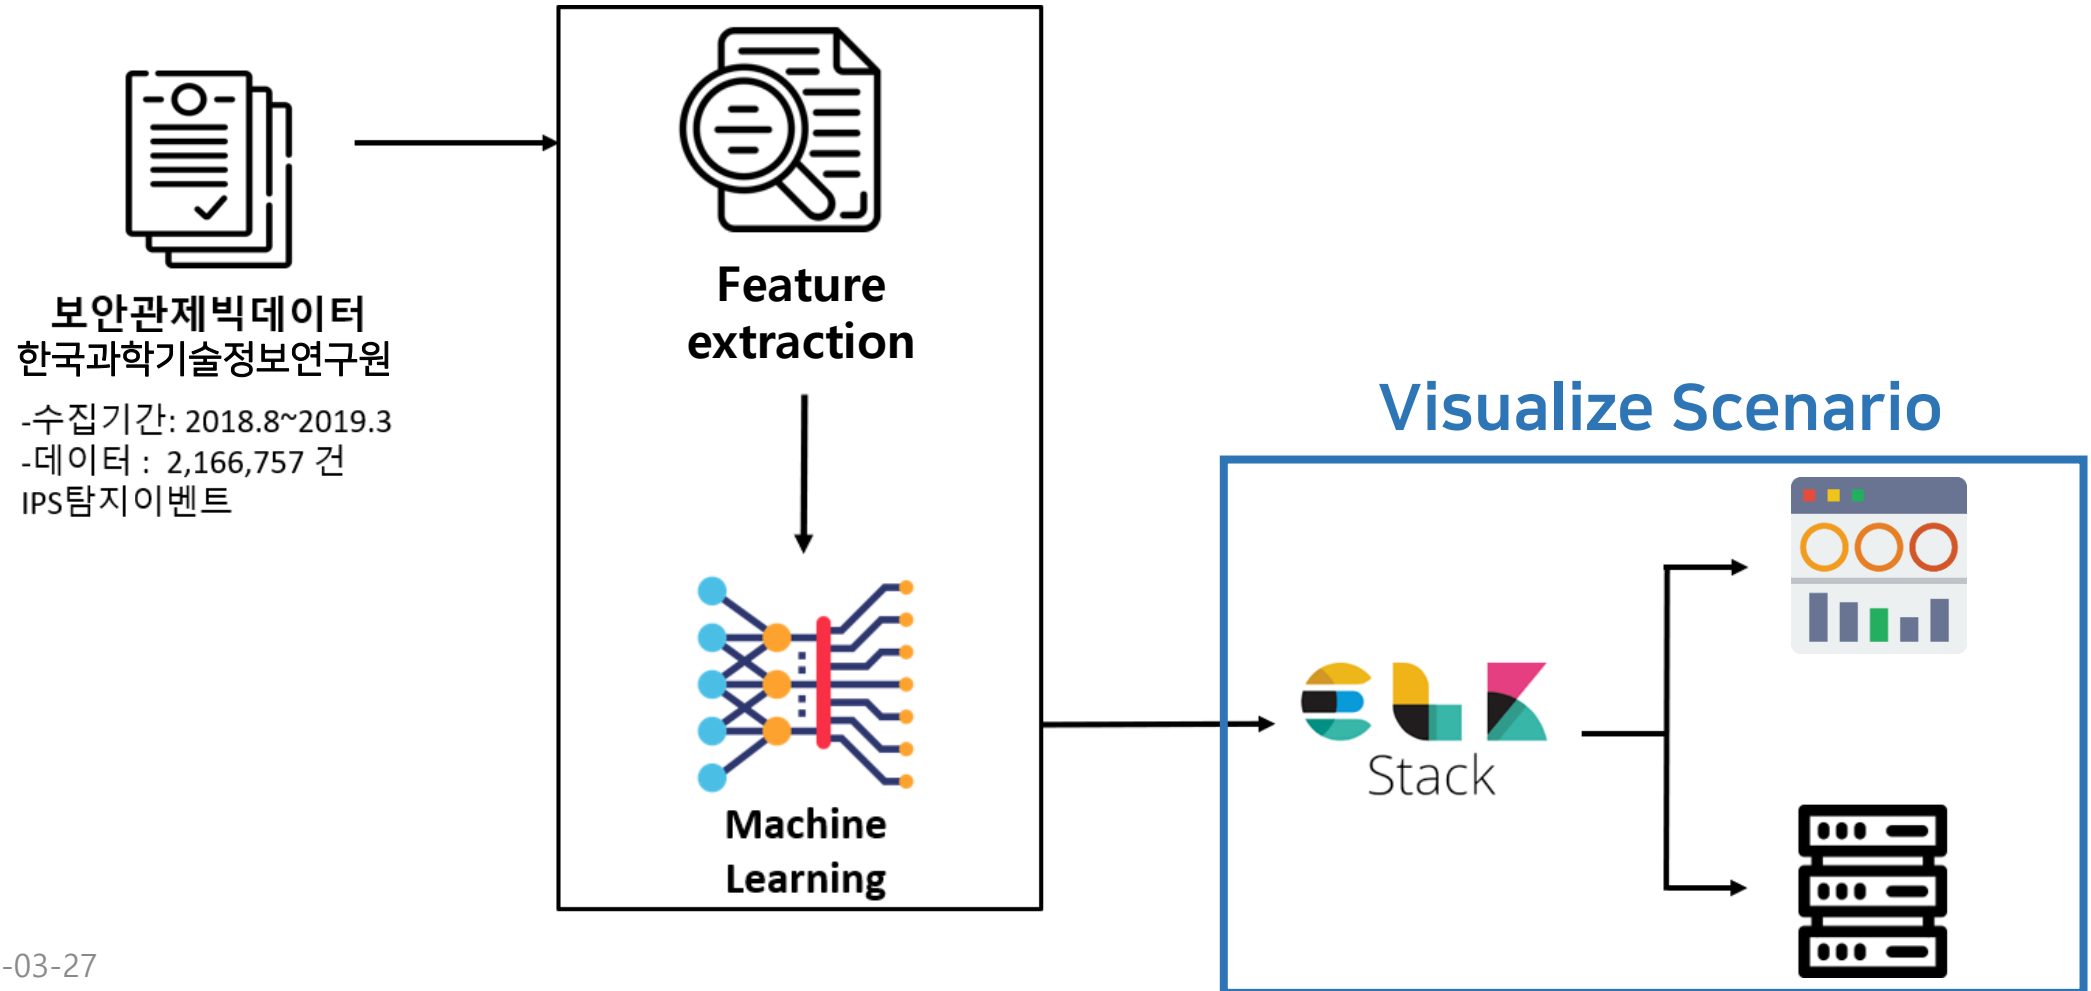 보안관제빅데이터
한국과학기술정보연구원
-수집기간: 2018.8~2019.3
-데이터 : 2,166,757 건
IPS탐지이벤트
Feature
extraction
Machine
Learning
Visualize Scenario
elk
Stack
-03-27